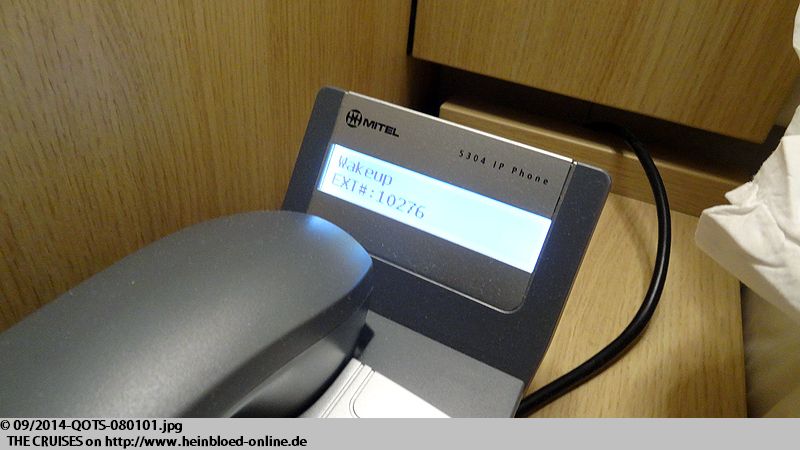 MITEL
5304 IP Phone
Wakeup
EXT#:10276
© 09/2014-QOTS-080101.jpg
THE CRUISES on http://www.heinbloed-online.de